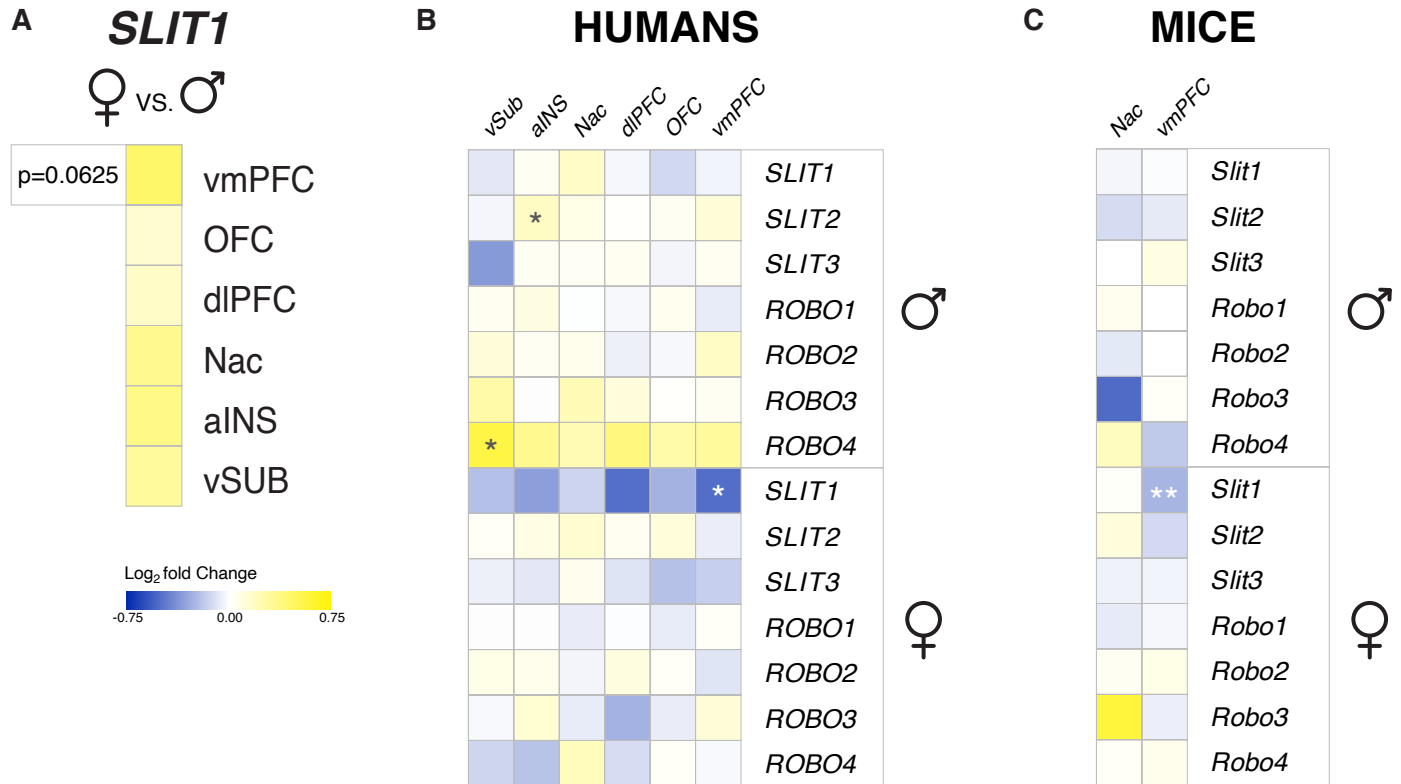 A
SLIT1
♀ vs. ♂
p=0.0625
vmPFC
OFC
dlPFC
Nac
aINS
vSUB
Log2 fold Change
-0.75 0.00 0.75
B
HUMANS
vSub aINS Nac dlPFC OFC vmPFC
SLIT1
* SLIT2
SLIT3
ROBO1
ROBO2
ROBO3
* ROBO4
♂
* SLIT1
SLIT2
SLIT3
ROBO1
ROBO2
ROBO3
ROBO4
♀
C
MICE
Nac vmPFC
Slit1
Slit2
Slit3
Robo1
Robo2
Robo3
Robo4
♂
** Slit1
Slit2
Slit3
Robo1
Robo2
Robo3
Robo4
♀